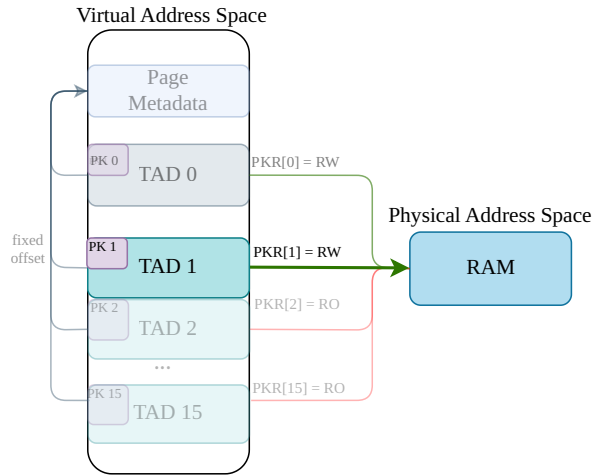 Virtual Address Space
Page
Metadata
PK 0
TAD 0
PKR[0] = RW
Physical Address Space
fixed
offset
PK 1
TAD 1
PKR[1] = RW
RAM
PK 2
TAD 2
PKR[2] = RO
...
PK 15
TAD 15
PKR[15] = RO